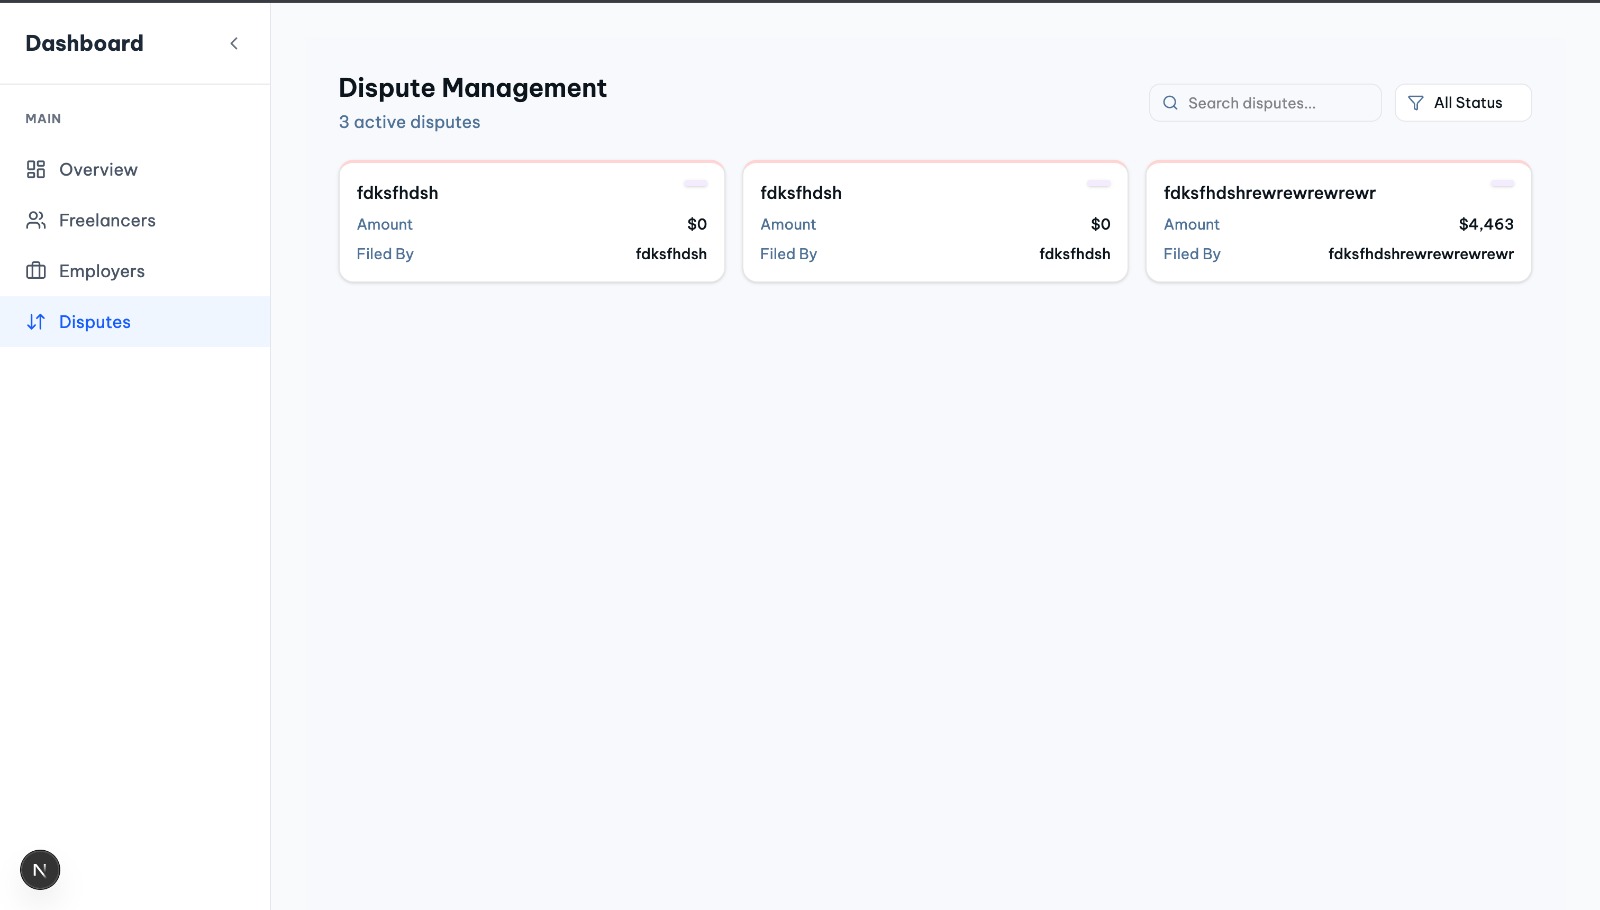 Dashboard
MAIN
Overview
Freelancers
Employers
Disputes
N
Dispute Management
3 active disputes
Search disputes...
All Status
fdksfhdsh
Amount $0
Filed By fdksfhdsh
fdksfhdsh
Amount $0
Filed By fdksfhdsh
fdksfhdshrewrewrewrewr
Amount $4,463
Filed By fdksfhdshrewrewrewrewr